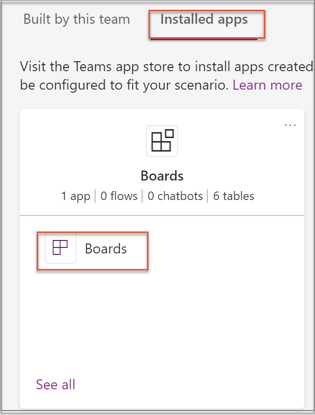 Built by this team Installed apps
Visit the Teams app store to install apps created
be configured to fit your scenario. Learn more
...
Boards
1 app | 0 flows | 0 chatbots | 6 tables
Boards
See all